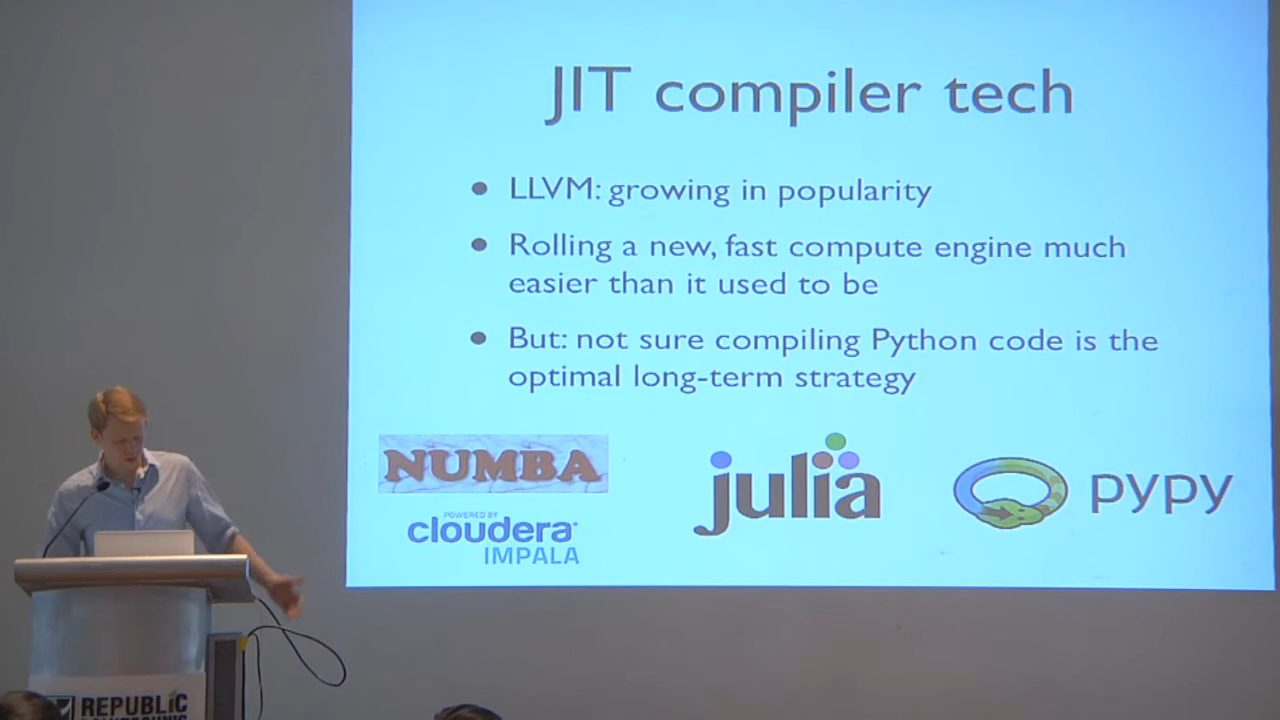 JIT compiler tech
• LLVM: growing in popularity
• Rolling a new, fast compute engine much
easier than it used to be
• But: not sure compiling Python code is the
optimal long-term strategy
NUMBA
POWERED BY
cloudera
IMPALA
julia
pypy
REPUBLIC
POLYTECHNIC